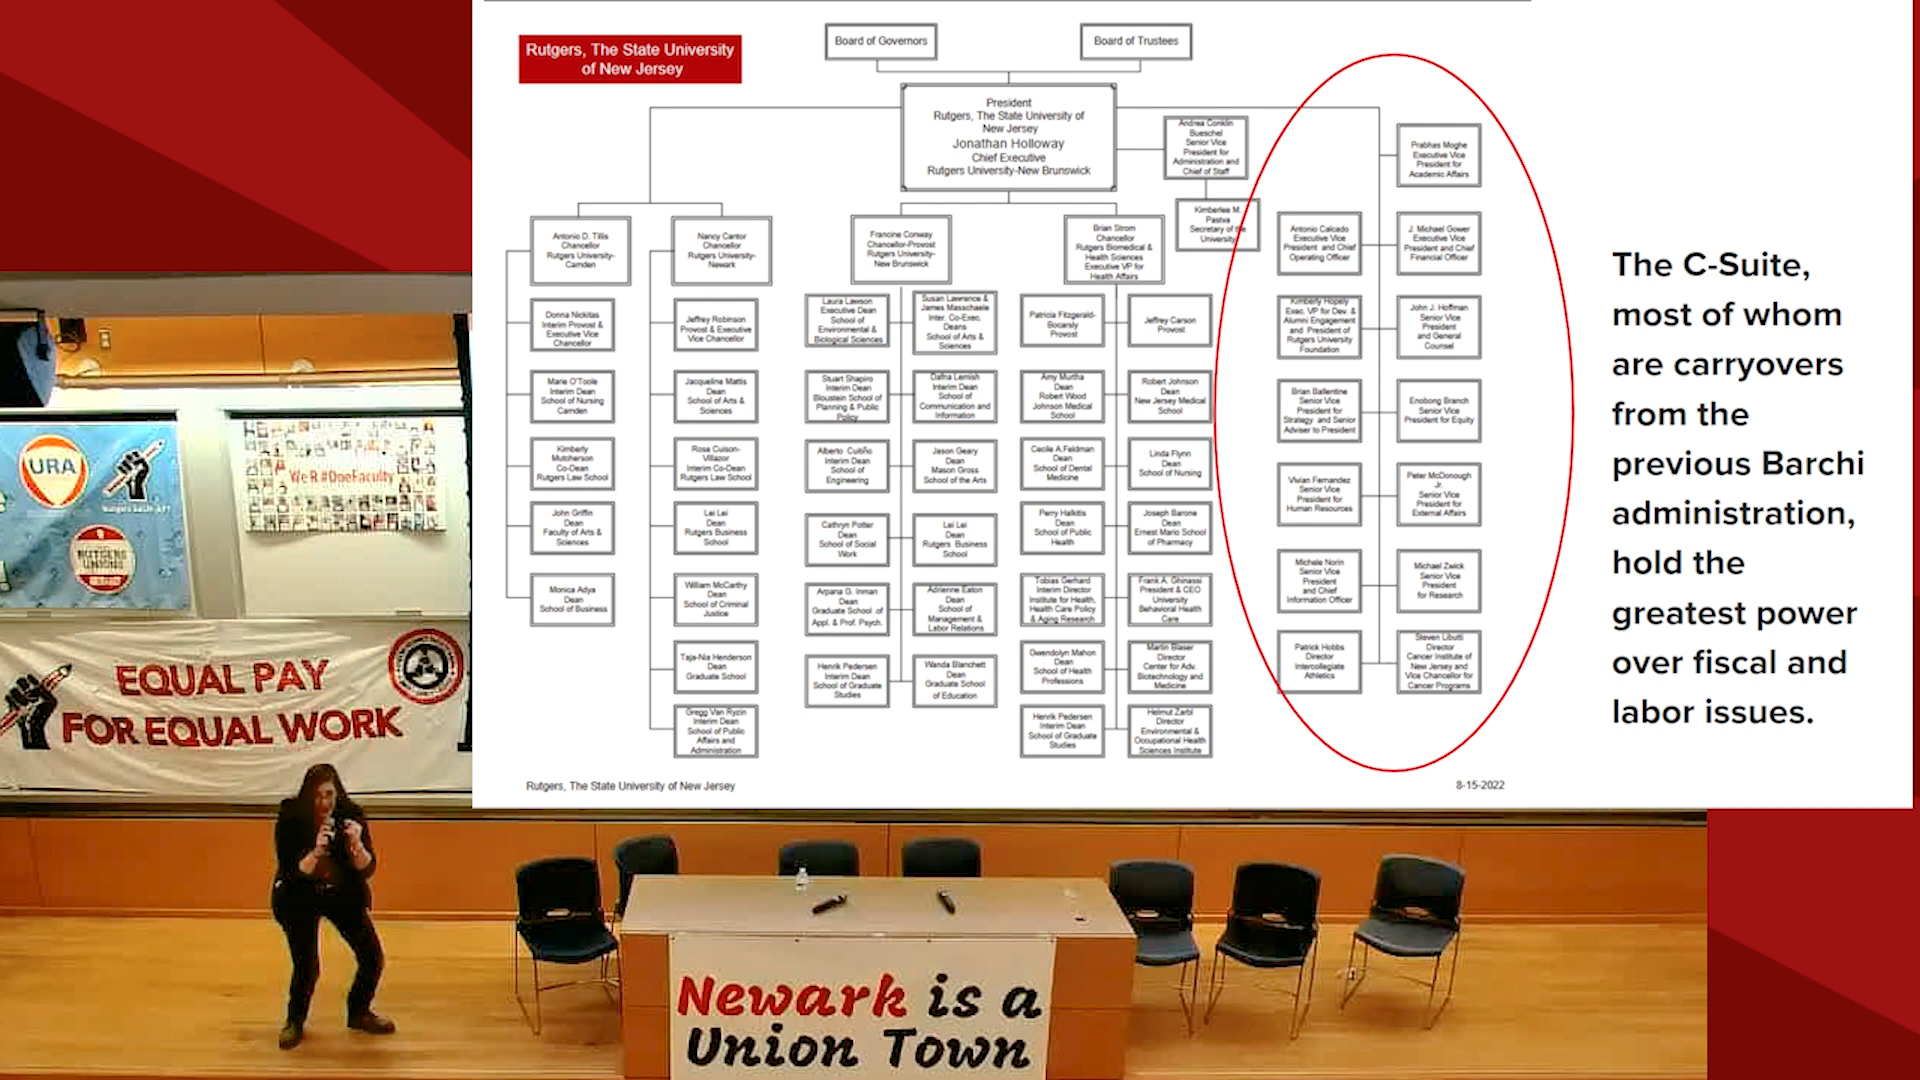 Rutgers, The State University
of New Jersey
Board of Governors
Board of Trustees
President
Rutgers, The State University of
New Jersey
Jonathan Holloway
Chief Executive
Rutgers University-New Brunswick
Andrea Conklin
Bueschel
Senior Vice
President for
Administration and
Chief of Staff
Kimberlee M.
Pastva
Secretary of the
University
Antonio D. Tillis
Chancellor
Rutgers University-
Camden
Nancy Cantor
Chancellor
Rutgers University-
Newark
Francine Conway
Chancellor-Provost
Rutgers University-
New Brunswick
Brian Strom
Chancellor
Rutgers Biomedical &
Health Sciences
Executive VP for
Health Affairs
Donna Nickitas
Interim Provost &
Executive Vice
Chancellor
Marie O'Toole
Interim Dean
School of Nursing
Camden
Kimberly
Mutcherson
Co-Dean
Rutgers Law School
John Griffin
Dean
Faculty of Arts &
Sciences
Monica Adya
Dean
School of Business
Jeffrey Robinson
Provost & Executive
Vice Chancellor
Jacqueline Mattis
Dean
School of Arts &
Sciences
Rose Cuison-
Villazor
Interim Co-Dean
Rutgers Law School
Lei Lei
Dean
Rutgers Business
School
William McCarthy
Dean
School of Criminal
Justice
Taja-Nia Henderson
Dean
Graduate School
Gregg Van Ryzin
Interim Dean
School of Public
Affairs and
Administration
Laura Lawson
Executive Dean
School of
Environmental &
Biological Sciences
Susan Lawrence &
James Masschaele
Inter. Co-Exec.
Deans
School of Arts &
Sciences
Stuart Shapiro
Interim Dean
Bloustein School of
Planning & Public
Policy
Dafna Lemish
Interim Dean
School of
Communication and
Information
Alberto Cuitiño
Interim Dean
School of
Engineering
Jason Geary
Dean
Mason Gross
School of the Arts
Cathryn Potter
Dean
School of Social
Work
Lei Lei
Dean
Rutgers Business
School
Arpana G. Inman
Dean
Graduate School .of
Appl. & Prof. Psych.
Adrienne Eaton
Dean
School of
Management &
Labor Relations
Henrik Pedersen
Interim Dean
School of Graduate
Studies
Wanda Blanchett
Dean
Graduate School
of Education
Patricia Fitzgerald-
Bocarsly
Provost
Jeffrey Carson
Provost
Amy Murtha
Dean
Robert Wood
Johnson Medical
School
Robert Johnson
Dean
New Jersey Medical
School
Cecile A.Feldman
Dean
School of Dental
Medicine
Linda Flynn
Dean
School of Nursing
Perry Halkitis
Dean
School of Public
Health
Joseph Barone
Dean
Ernest Mario School
of Pharmacy
Tobias Gerhard
Interim Director
Institute for Health,
Health Care Policy
& Aging Research
Frank A. Ghinassi
President & CEO
University
Behavioral Health
Care
Gwendolyn Mahon
Dean
School of Health
Professions
Martin Blaser
Director
Center for Adv.
Biotechnology and
Medicine
Henrik Pedersen
Interim Dean
School of Graduate
Studies
Helmut Zarbl
Director
Environmental &
Occupational Health
Sciences Institute
Prabhas Moghe
Executive Vice
President for
Academic Affairs
Antonio Calcado
Executive Vice
President and Chief
Operating Officer
J. Michael Gower
Executive Vice
President and Chief
Financial Officer
Kimberly Hopely
Exec. VP for Dev. &
Alumni Engagement
and President of
Rutgers University
Foundation
John J. Hoffman
Senior Vice
President
and General
Counsel
Brian Ballentine
Senior Vice
President for
Strategy and Senior
Adviser to President
Enobong Branch
Senior Vice
President for Equity
Vivian Fernandez
Senior Vice
President for
Human Resources
Peter McDonough
Jr.
Senior Vice
President for
External Affairs
Michele Norin
Senior Vice
President
and Chief
Information Officer
Michael Zwick
Senior Vice
President
for Research
Patrick Hobbs
Director
Intercollegiate
Athletics
Steven Libutti
Director
Cancer Institute of
New Jersey and
Vice Chancellor for
Cancer Programs
Rutgers, The State University of New Jersey
8-15-2022
The C-Suite,
most of whom
are carryovers
from the
previous Barchi
administration,
hold the
greatest power
over fiscal and
labor issues.
URA
We R #OneFaculty
RUTGERS
UNIONS
EQUAL PAY
FOR EQUAL WORK
Newark is a
Union Town